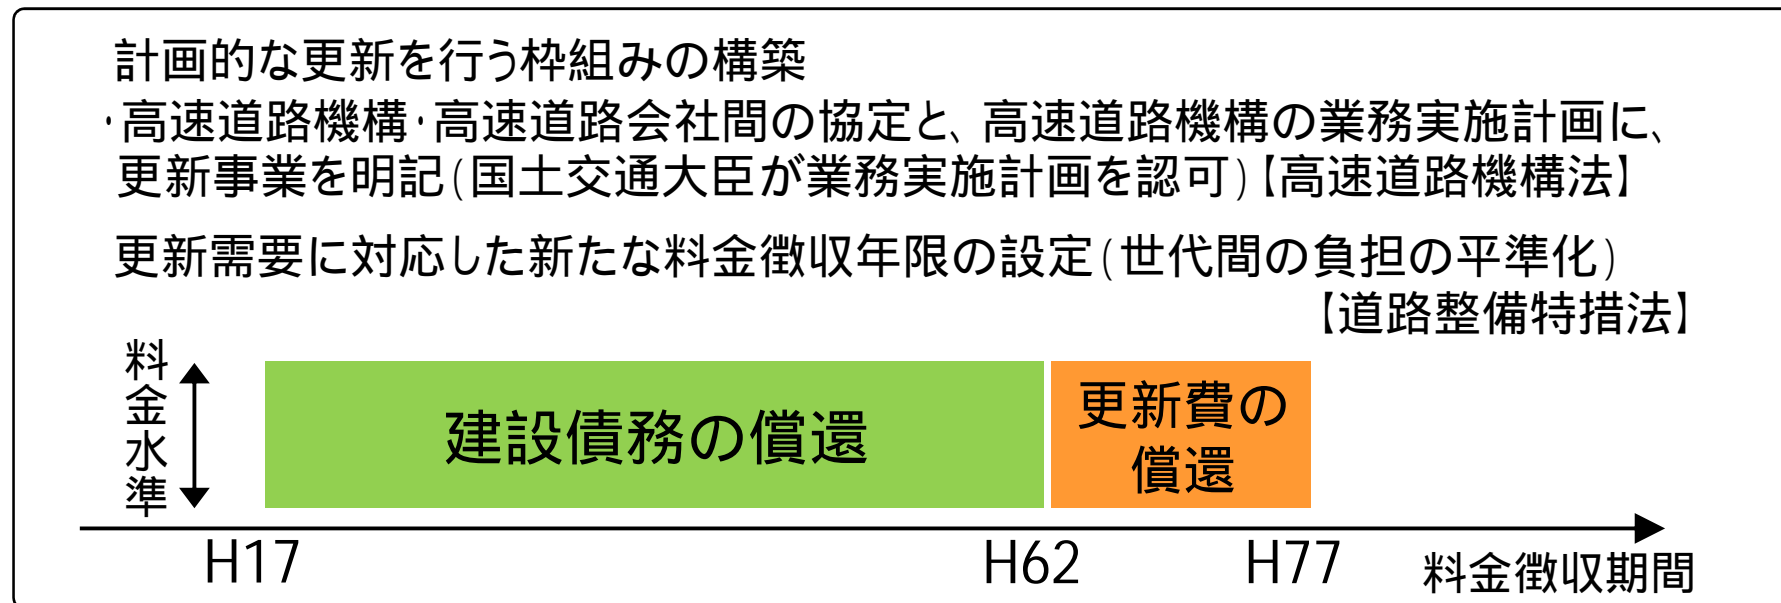 計画的な更新を行う枠組みの構築
・高速道路機構・高速道路会社間の協定と、高速道路機構の業務実施計画に、
更新事業を明記(国土交通大臣が業務実施計画を認可)【高速道路機構法】
更新需要に対応した新たな料金徴収年限の設定(世代間の負担の平準化)
【道路整備特措法】
料金水準
建設債務の償還
更新費の
償還
H17
H62
H77
料金徴収期間